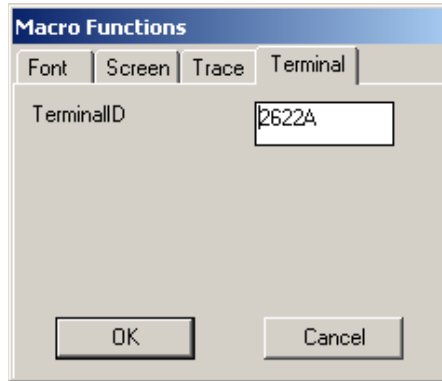 Macro Functions
Font Screen Trace Terminal
TerminalID 2622A
OK Cancel